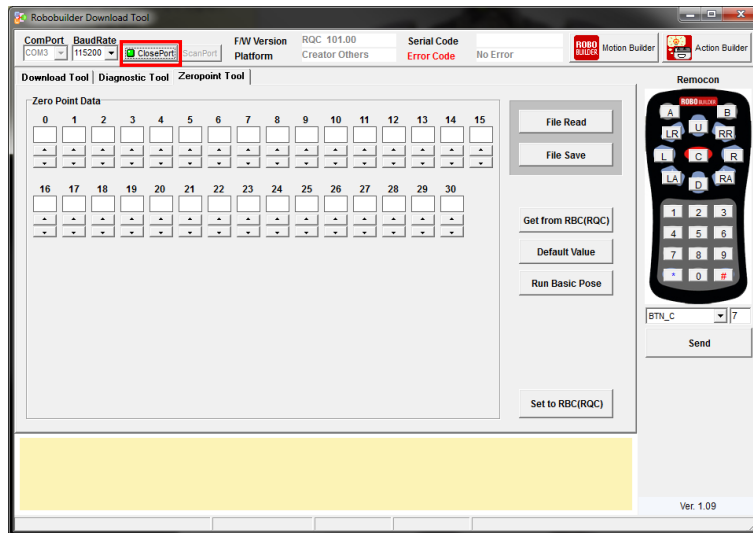 Robobuilder Download Tool
ComPort BaudRate F/W Version RQC 101.00 Serial Code
COM3 115200 ClosePort ScanPort Platform Creator Others Error Code No Error ROBO BUILDER Motion Builder Action Builder
Download Tool Diagnostic Tool Zeropoint Tool Remocon
Zero Point Data
0 1 2 3 4 5 6 7 8 9 10 11 12 13 14 15
16 17 18 19 20 21 22 23 24 25 26 27 28 29 30
File Read
File Save
Get from RBC(RQC)
Default Value
Run Basic Pose
Set to RBC(RQC)
ROBO BUILDER
A B
LR U RR
L C R
LA D RA
1 2 3
4 5 6
7 8 9
* 0 #
BTN_C 7
Send
Ver. 1.09